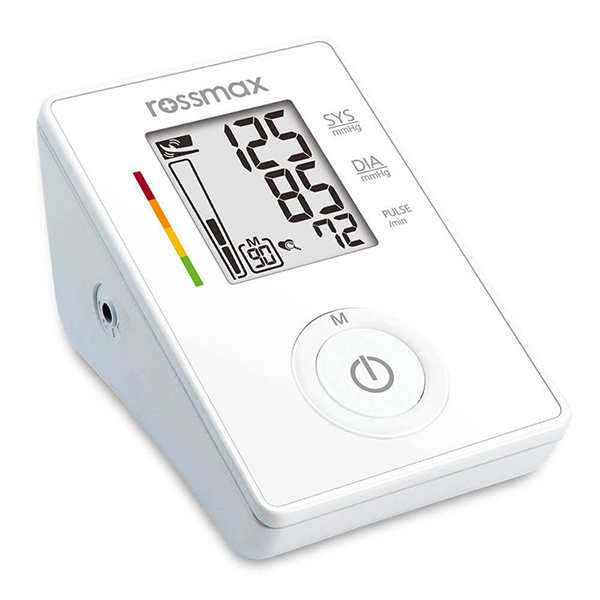 rossmax
125
SYS
mmHg
85
DIA
mmHg
72
PULSE
/min
M
90
M